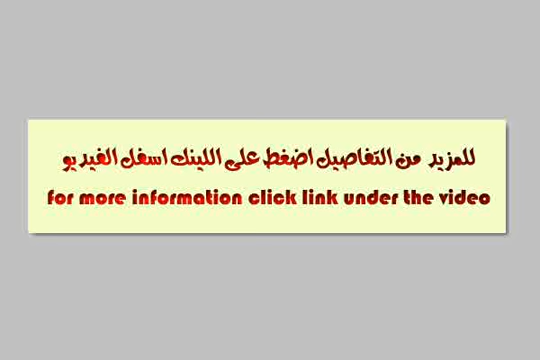 للمزيد من التفاصيل اضغط على اللينك اسفل الفيديو
for more information click link under the video